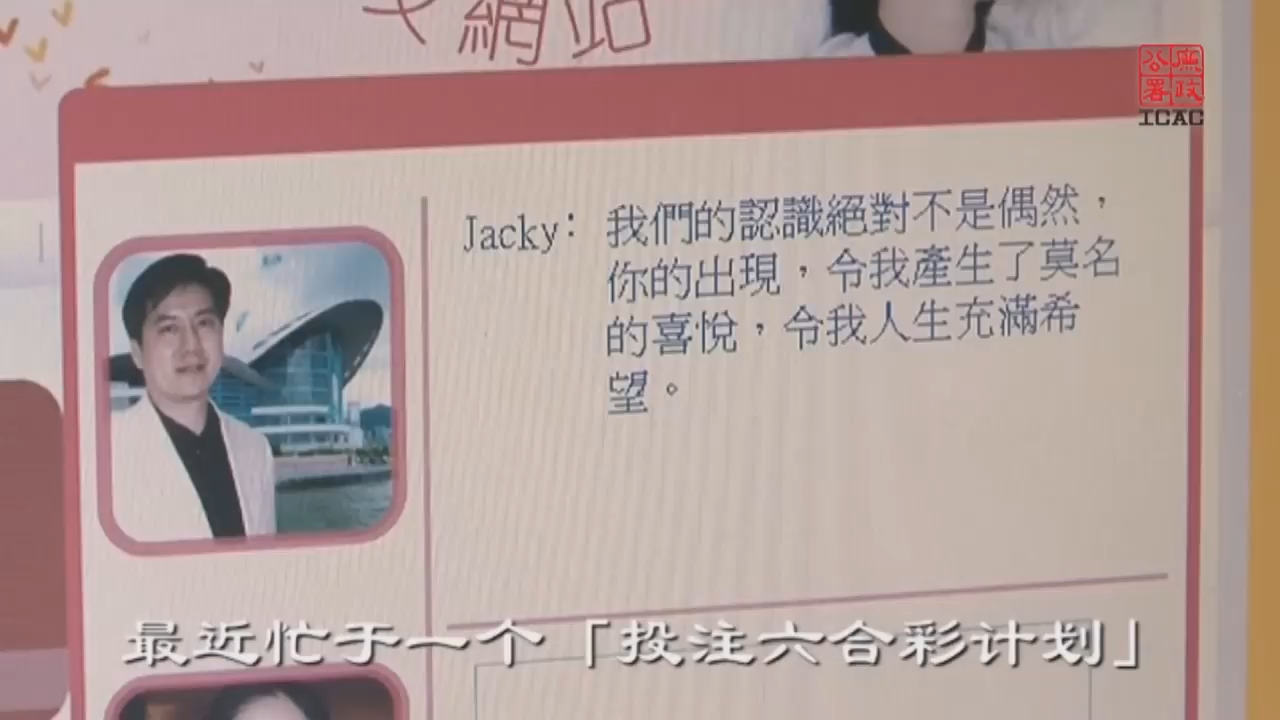 網站
廉政
公署
ICAC
Jacky: 我們的認識絕對不是偶然，
你的出現，令我產生了莫名
的喜悅，令我人生充滿希
望。
最近忙于一个「投注六合彩计划」